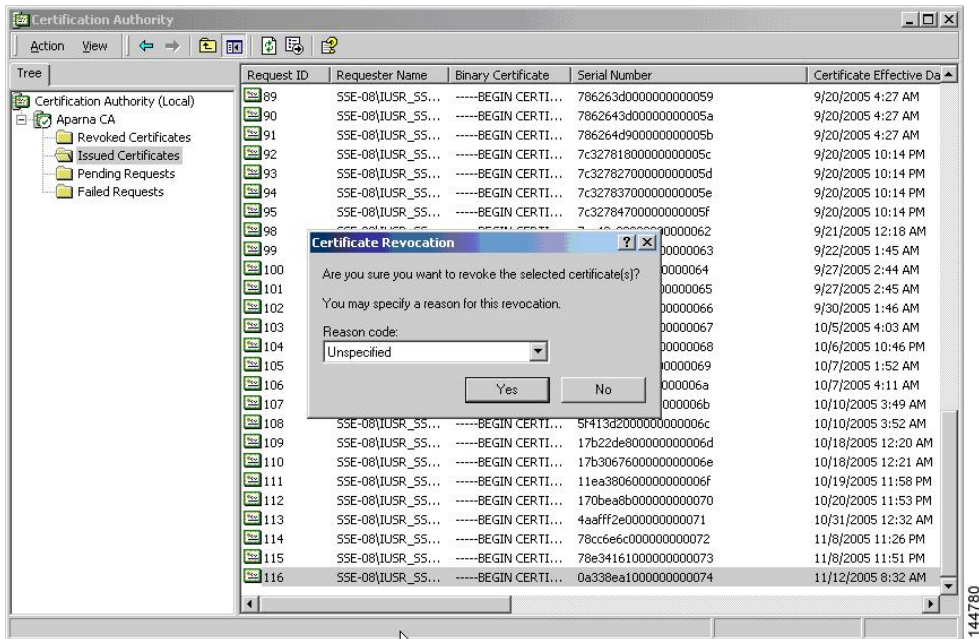 Certification Authority
Action View
Tree
Request ID Requester Name Binary Certificate Serial Number Certificate Effective Da
Certification Authority (Local)
Aparna CA
Revoked Certificates
Issued Certificates
Pending Requests
Failed Requests
89 SSE-08\IUSR_SS... -----BEGIN CERTI... 786263d0000000000059 9/20/2005 4:27 AM
90 SSE-08\IUSR_SS... -----BEGIN CERTI... 7862643d00000000005a 9/20/2005 4:27 AM
91 SSE-08\IUSR_SS... -----BEGIN CERTI... 786264d900000000005b 9/20/2005 4:27 AM
92 SSE-08\IUSR_SS... -----BEGIN CERTI... 7c32781800000000005c 9/20/2005 10:14 PM
93 SSE-08\IUSR_SS... -----BEGIN CERTI... 7c32782700000000005d 9/20/2005 10:14 PM
94 SSE-08\IUSR_SS... -----BEGIN CERTI... 7c32783700000000005e 9/20/2005 10:14 PM
95 SSE-08\IUSR_SS... -----BEGIN CERTI... 7c32784700000000005f 9/20/2005 10:14 PM
98 9/21/2005 12:18 AM
99 9/22/2005 1:45 AM
100 9/27/2005 2:44 AM
101 9/27/2005 2:45 AM
102 9/30/2005 1:46 AM
103 10/5/2005 4:03 AM
104 10/6/2005 10:46 PM
105 10/7/2005 1:52 AM
106 10/7/2005 4:11 AM
107 10/10/2005 3:49 AM
Certificate Revocation
Are you sure you want to revoke the selected certificate(s)?
You may specify a reason for this revocation.
Reason code:
Unspecified
Yes No
108 SSE-08\IUSR_SS... -----BEGIN CERTI... 5f413d2000000000006c 10/10/2005 3:52 AM
109 SSE-08\IUSR_SS... -----BEGIN CERTI... 17b22de800000000006d 10/18/2005 12:20 AM
110 SSE-08\IUSR_SS... -----BEGIN CERTI... 17b3067600000000006e 10/18/2005 12:21 AM
111 SSE-08\IUSR_SS... -----BEGIN CERTI... 11ea380600000000006f 10/19/2005 11:58 PM
112 SSE-08\IUSR_SS... -----BEGIN CERTI... 170bea8b000000000070 10/20/2005 11:53 PM
113 SSE-08\IUSR_SS... -----BEGIN CERTI... 4aafff2e000000000071 10/31/2005 12:32 AM
114 SSE-08\IUSR_SS... -----BEGIN CERTI... 78cc6e6c000000000072 11/8/2005 11:26 PM
115 SSE-08\IUSR_SS... -----BEGIN CERTI... 78e34161000000000073 11/8/2005 11:51 PM
116 SSE-08\IUSR_SS... -----BEGIN CERTI... 0a338ea1000000000074 11/12/2005 8:32 AM
144780